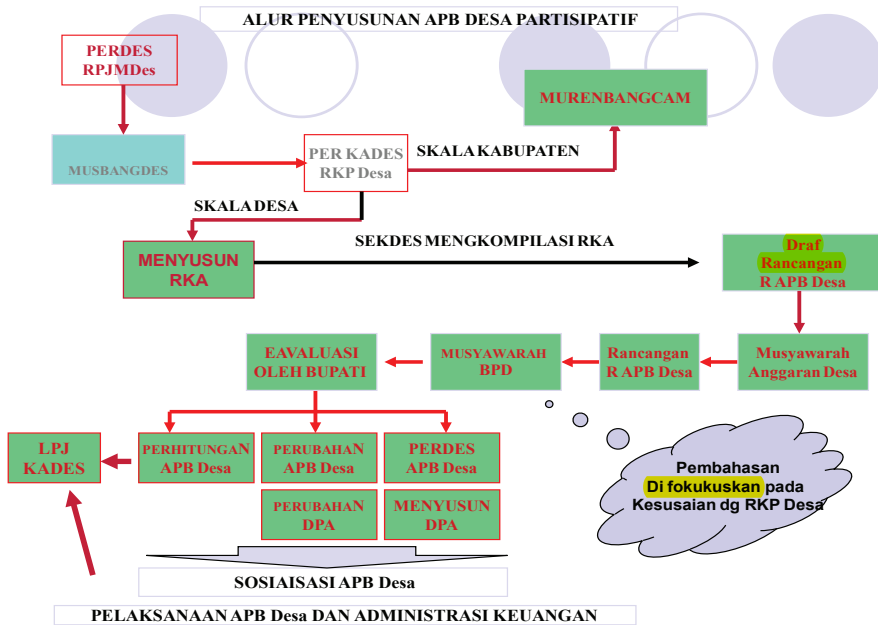 ALUR PENYUSUNAN APB DESA PARTISIPATIF
PERDES
RPJMDes
MURENBANGCAM
MUSBANGDES
PER KADES
RKP Desa
SKALA KABUPATEN
SKALA DESA
SEKDES MENGKOMPILASI RKA
MENYUSUN
RKA
Draf
Rancangan
R APB Desa
EAVALUASI
OLEH BUPATI
MUSYAWARAH
BPD
Rancangan
R APB Desa
Musyawarah
Anggaran Desa
LPJ
KADES
PERHITUNGAN
APB Desa
PERUBAHAN
APB Desa
PERDES
APB Desa
Pembahasan
Di fokukuskan pada
Kesusaian dg RKP Desa
PERUBAHAN
DPA
MENYUSUN
DPA
SOSIAISASI APB Desa
PELAKSANAAN APB Desa DAN ADMINISTRASI KEUANGAN